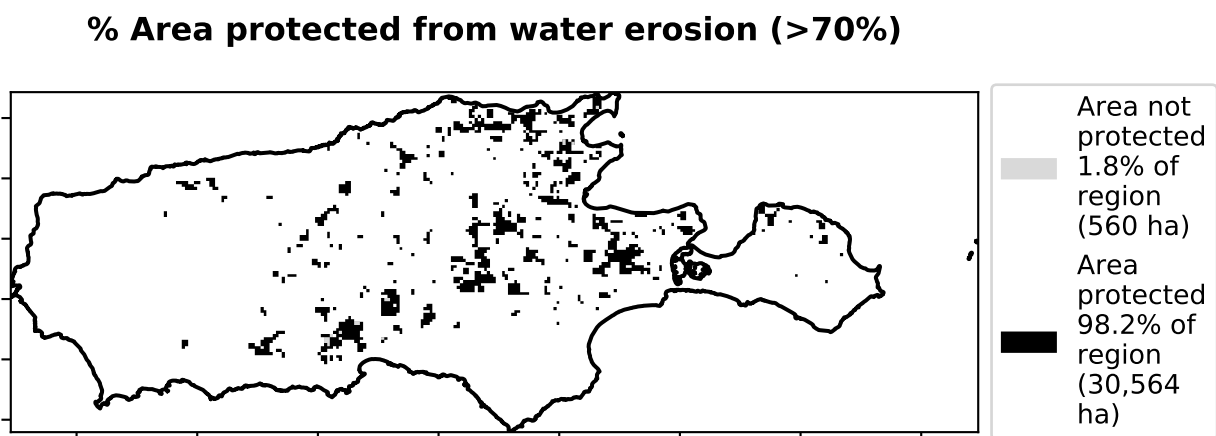 % Area protected from water erosion (>70%)
Area not
protected
1.8% of
region
(560 ha)
Area
protected
98.2% of
region
(30,564
ha)